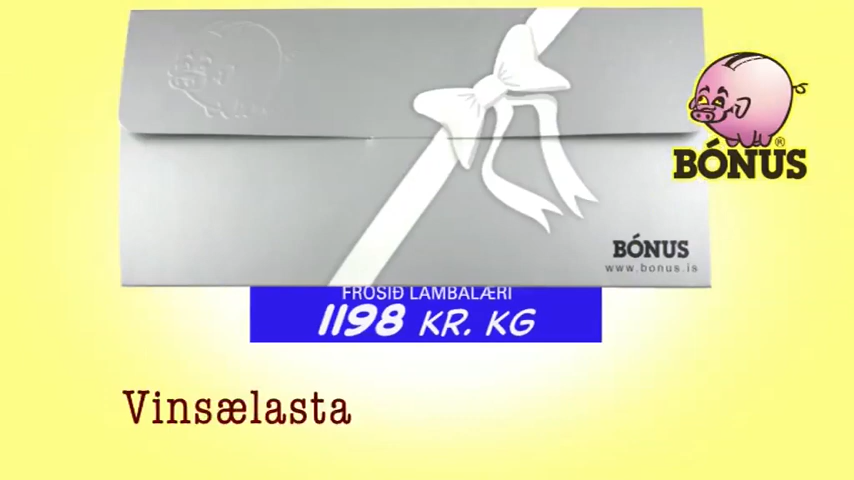 BÓNUS
BÓNUS
www.bonus.is
FROSIÐ LAMBALÆRI
1198 KR. KG
Vinsælasta